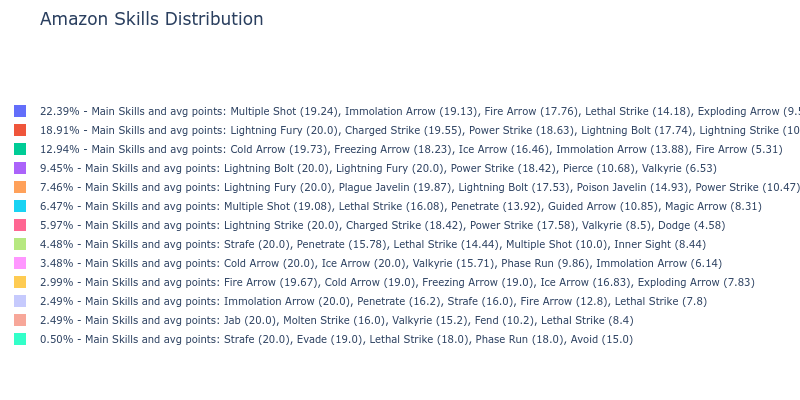 Amazon Skills Distribution
22.39% - Main Skills and avg points: Multiple Shot (19.24), Immolation Arrow (19.13), Fire Arrow (17.76), Lethal Strike (14.18), Exploding Arrow (9.5
18.91% - Main Skills and avg points: Lightning Fury (20.0), Charged Strike (19.55), Power Strike (18.63), Lightning Bolt (17.74), Lightning Strike (10
12.94% - Main Skills and avg points: Cold Arrow (19.73), Freezing Arrow (18.23), Ice Arrow (16.46), Immolation Arrow (13.88), Fire Arrow (5.31)
9.45% - Main Skills and avg points: Lightning Bolt (20.0), Lightning Fury (20.0), Power Strike (18.42), Pierce (10.68), Valkyrie (6.53)
7.46% - Main Skills and avg points: Lightning Fury (20.0), Plague Javelin (19.87), Lightning Bolt (17.53), Poison Javelin (14.93), Power Strike (10.47)
6.47% - Main Skills and avg points: Multiple Shot (19.08), Lethal Strike (16.08), Penetrate (13.92), Guided Arrow (10.85), Magic Arrow (8.31)
5.97% - Main Skills and avg points: Lightning Strike (20.0), Charged Strike (18.42), Power Strike (17.58), Valkyrie (8.5), Dodge (4.58)
4.48% - Main Skills and avg points: Strafe (20.0), Penetrate (15.78), Lethal Strike (14.44), Multiple Shot (10.0), Inner Sight (8.44)
3.48% - Main Skills and avg points: Cold Arrow (20.0), Ice Arrow (20.0), Valkyrie (15.71), Phase Run (9.86), Immolation Arrow (6.14)
2.99% - Main Skills and avg points: Fire Arrow (19.67), Cold Arrow (19.0), Freezing Arrow (19.0), Ice Arrow (16.83), Exploding Arrow (7.83)
2.49% - Main Skills and avg points: Immolation Arrow (20.0), Penetrate (16.2), Strafe (16.0), Fire Arrow (12.8), Lethal Strike (7.8)
2.49% - Main Skills and avg points: Jab (20.0), Molten Strike (16.0), Valkyrie (15.2), Fend (10.2), Lethal Strike (8.4)
0.50% - Main Skills and avg points: Strafe (20.0), Evade (19.0), Lethal Strike (18.0), Phase Run (18.0), Avoid (15.0)